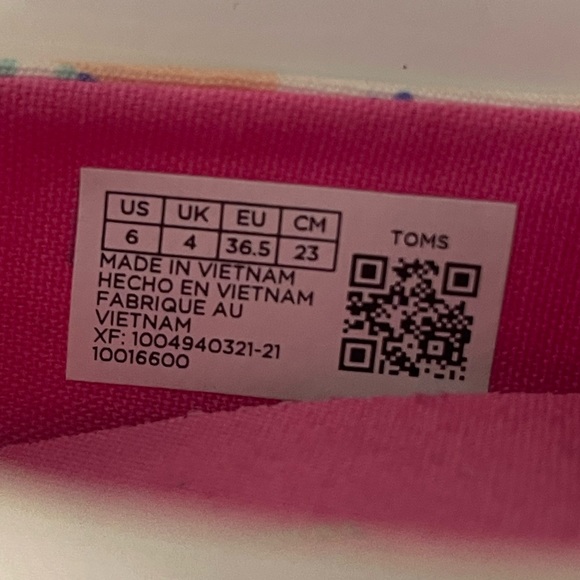 US UK EU CM
6 4 36.5 23
TOMS
MADE IN VIETNAM
HECHO EN VIETNAM
FABRIQUE AU
VIETNAM
XF: 1004940321-21
10016600